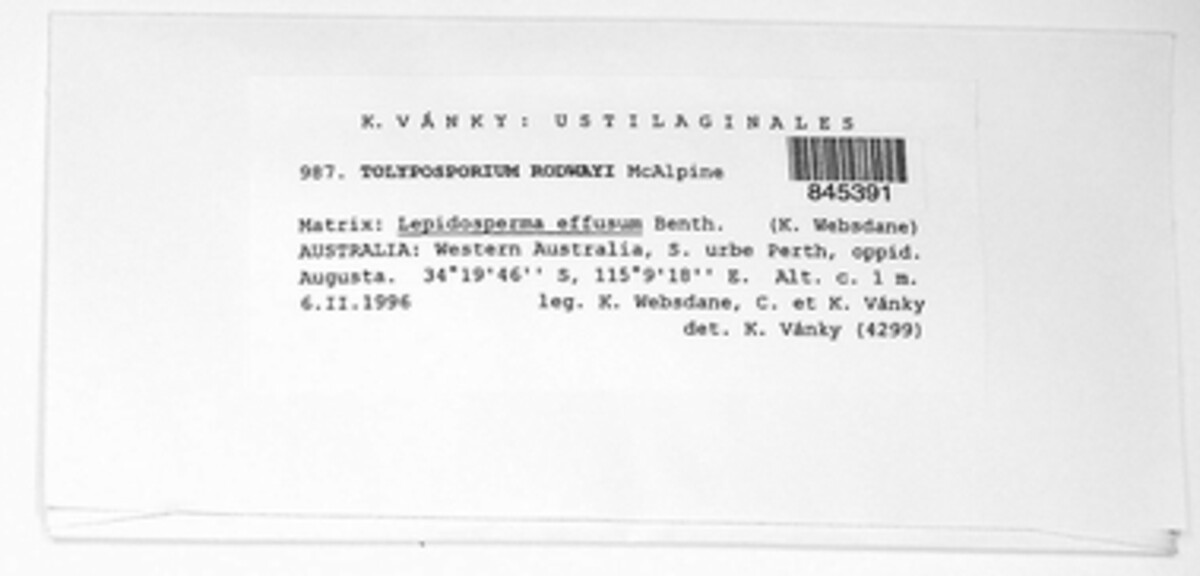 K. VÁNKY: USTILAGINALES
987. TOLYPOSPORIUM RODWAYI McAlpine
845391
Matrix: Lepidosperma effusum Benth. (K. Websdane)
AUSTRALIA: Western Australia, S. urbe Perth, oppid.
Augusta. 34°19'46'' S, 115°9'18'' E. Alt. c. 1 m.
6.II.1996 leg. K. Websdane, C. et K. Vánky
det. K. Vánky (4299)